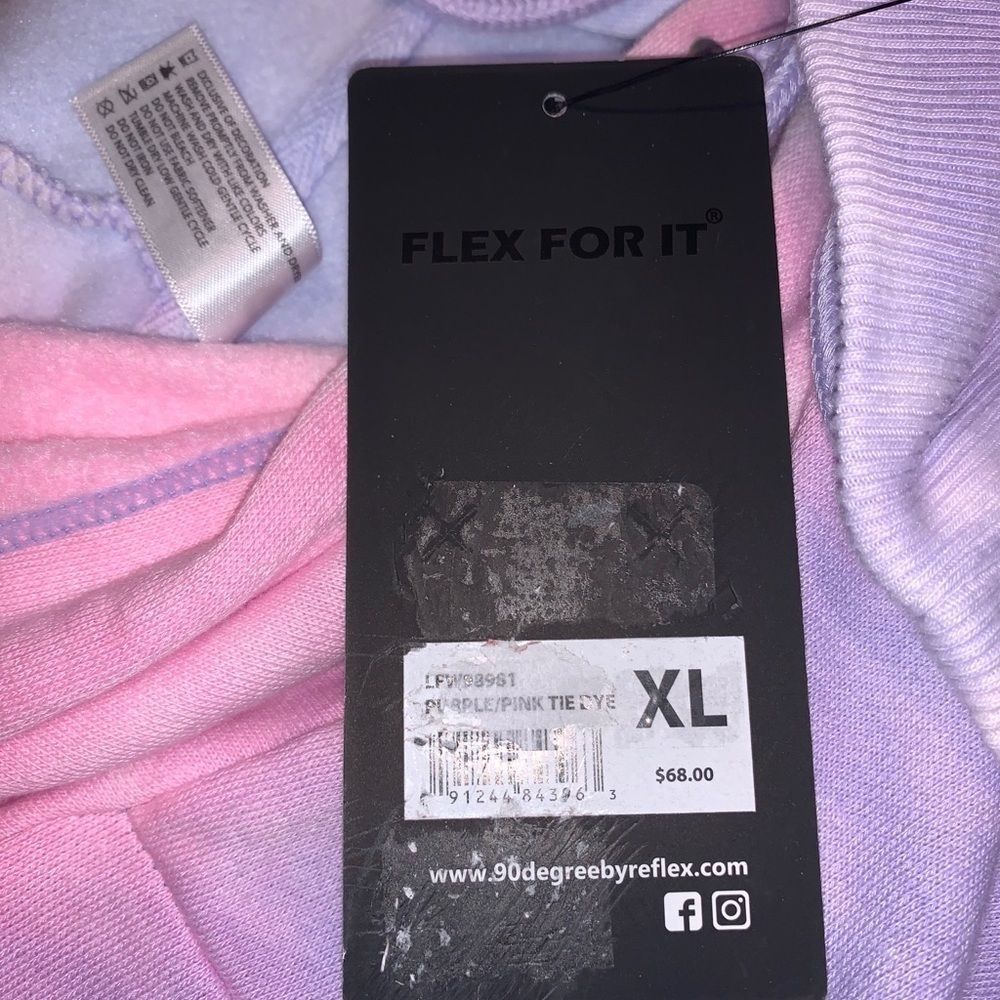 EXCLUSIVE OF DECORATION
REMOVE PROMPTLY FROM WASHER AND DRYER
WASH AND DRY WITH LIKE COLORS
MACHINE WASH COLD GENTLE CYCLE
DO NOT USE FABRIC SOFTENER
DO NOT BLEACH
TUMBLE DRY LOW GENTLE CYCLE
DO NOT IRON
DO NOT DRY CLEAN
FLEX FOR IT®
PURPLE/PINK TIE DYE
XL
$68.00
91244 84396 3
www.90degreebyreflex.com